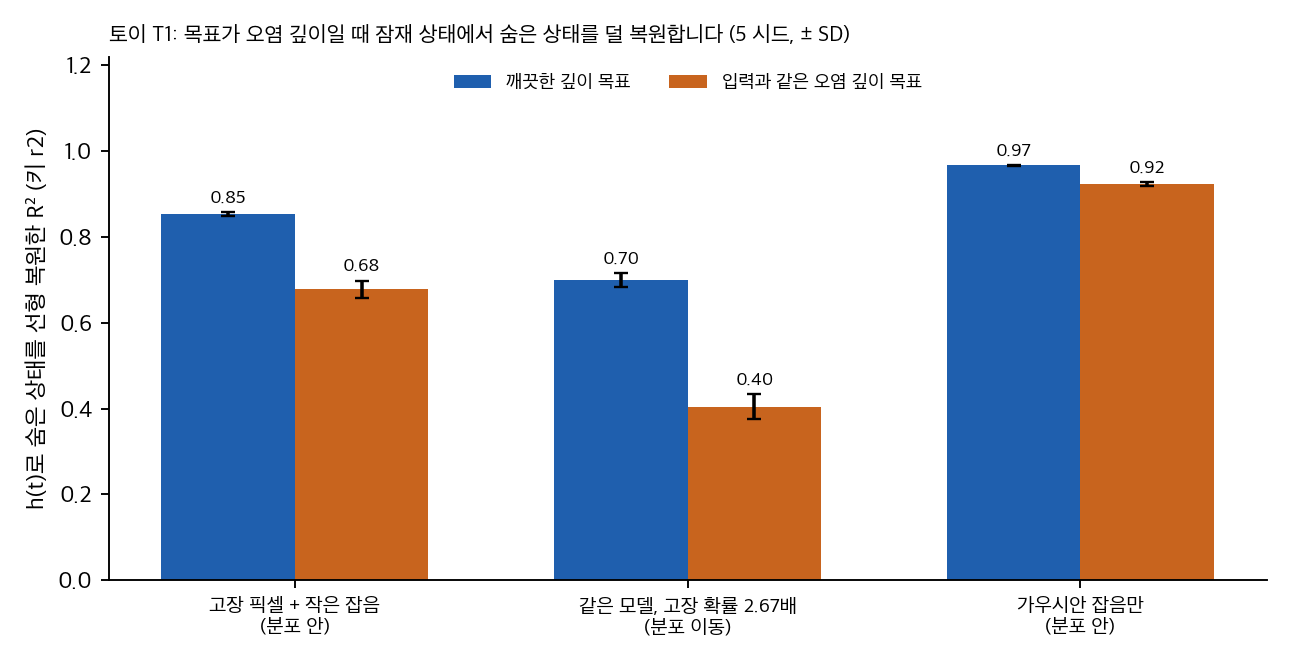 토이 T1: 목표가 오염 깊이일 때 잠재 상태에서 숨은 상태를 덜 복원합니다 (5 시드, ± SD)
깨끗한 깊이 목표
입력과 같은 오염 깊이 목표
h(t)로 숨은 상태를 선형 복원한 R² (키 r2)
1.2
1.0
0.8
0.6
0.4
0.2
0.0
0.85
0.68
0.70
0.40
0.97
0.92
고장 픽셀 + 작은 잡음
(분포 안)
같은 모델, 고장 확률 2.67배
(분포 이동)
가우시안 잡음만
(분포 안)